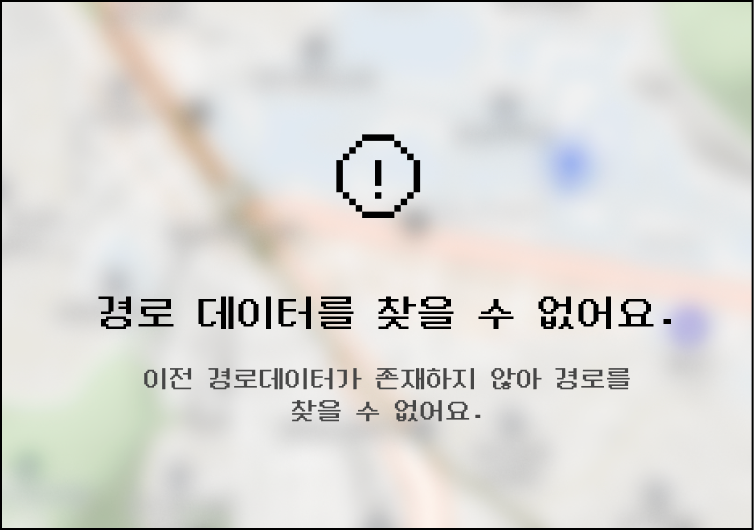 경로 데이터를 찾을 수 없어요.
이전 경로데이터가 존재하지 않아 경로를
찾을 수 없어요.